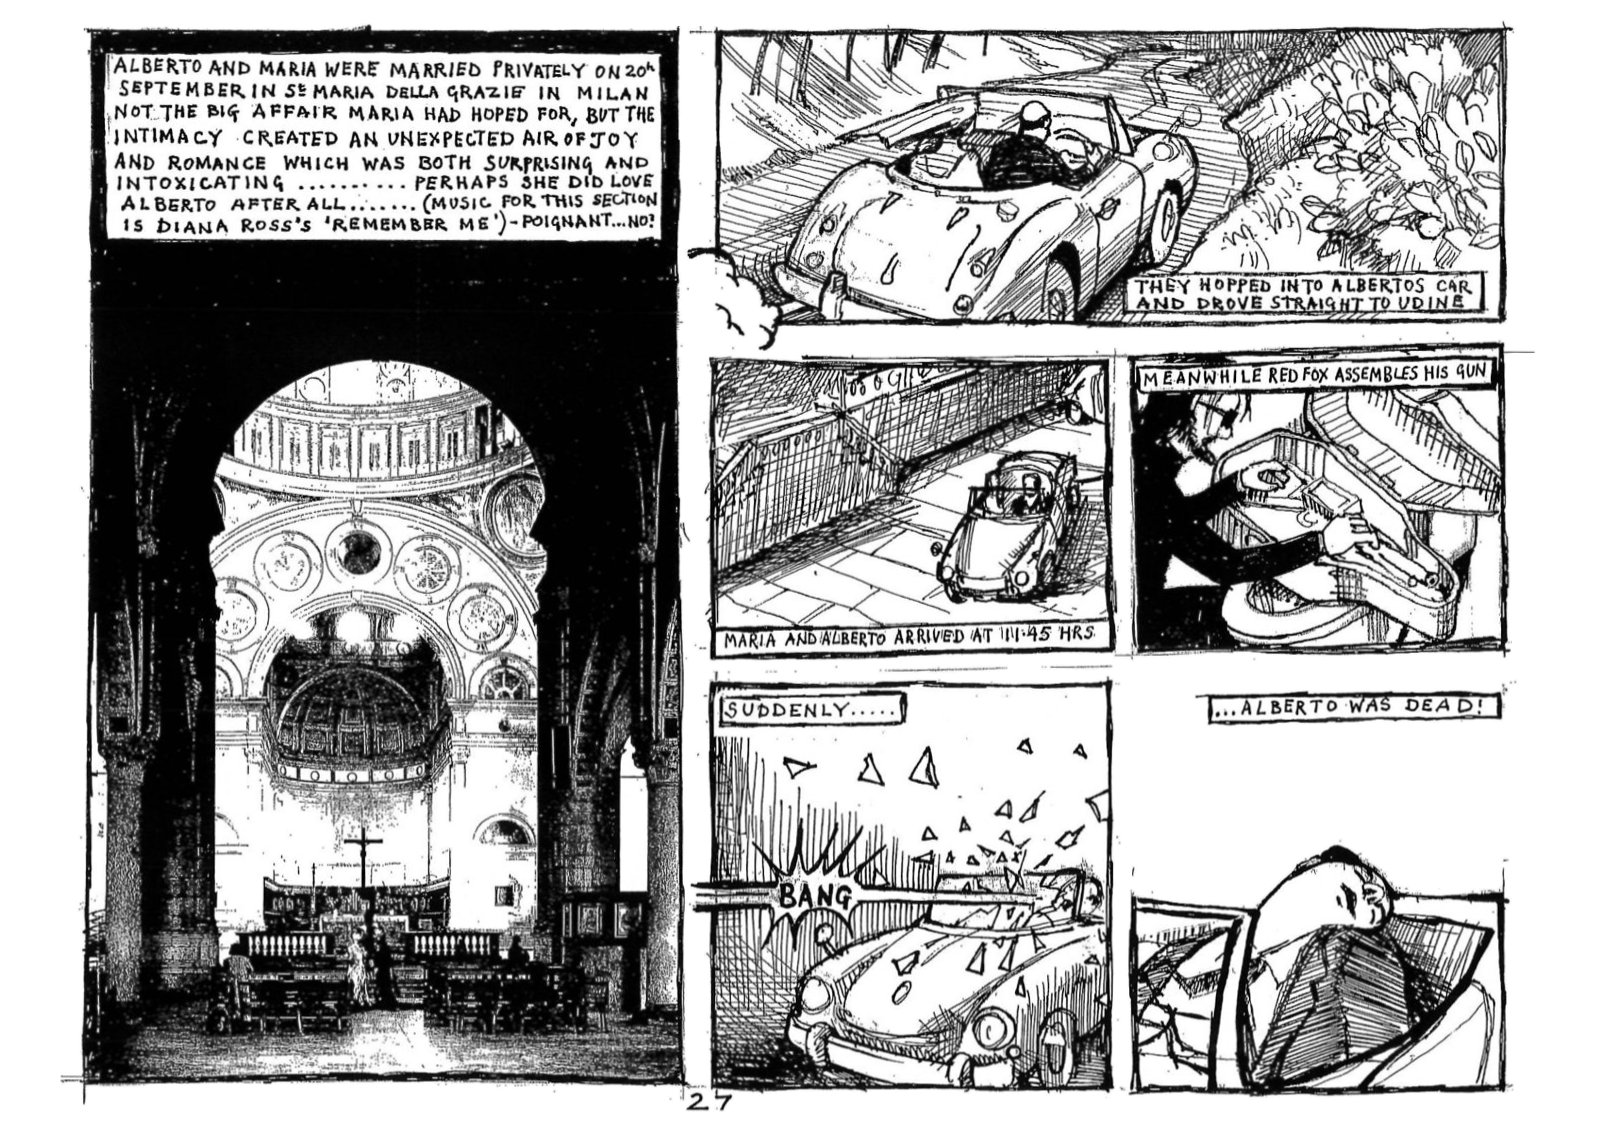 ALBERTO AND MARIA WERE MARRIED PRIVATELY ON 20h
SEPTEMBER IN St MARIA DELLA GRAZIE IN MILAN
NOT THE BIG AFFAIR MARIA HAD HOPED FOR, BUT THE
INTIMACY CREATED AN UNEXPECTED AIR OF JOY
AND ROMANCE WHICH WAS BOTH SURPRISING AND
INTOXICATING .......... PERHAPS SHE DID LOVE
ALBERTO AFTER ALL....... (MUSIC FOR THIS SECTION
IS DIANA ROSS'S 'REMEMBER ME') - POIGNANT...NO?
THEY HOPPED INTO ALBERTOS CAR
AND DROVE STRAIGHT TO UDINE
MARIA AND ALBERTO ARRIVED AT 11.45 HRS.
MEANWHILE RED FOX ASSEMBLES HIS GUN
SUDDENLY.....
BANG
...ALBERTO WAS DEAD!
27